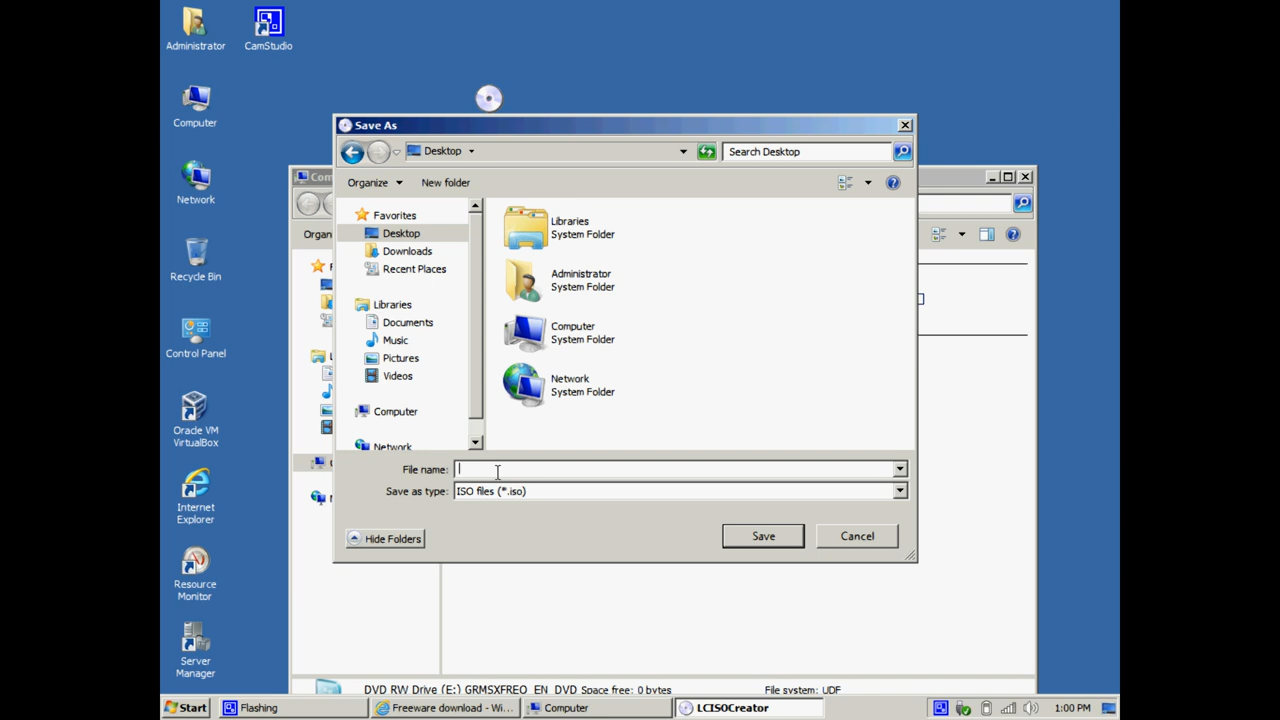 Administrator
CamStudio
Computer
Network
Recycle Bin
Control Panel
Oracle VM
VirtualBox
Internet
Explorer
Resource
Monitor
Server
Manager
Organ
Save As
Desktop
Search Desktop
Organize
New folder
Favorites
Desktop
Downloads
Recent Places
Libraries
Documents
Music
Pictures
Videos
Computer
Network
Libraries
System Folder
Administrator
System Folder
Computer
System Folder
Network
System Folder
File name:
Save as type: ISO files (*.iso)
Hide Folders
Save
Cancel
DVD RW Drive (E:) GRMSXFREO_EN_DVD Space free: 0 bytes File system: UDF
Start
Flashing
Freeware download - Wi...
Computer
LCISOCreator
1:00 PM